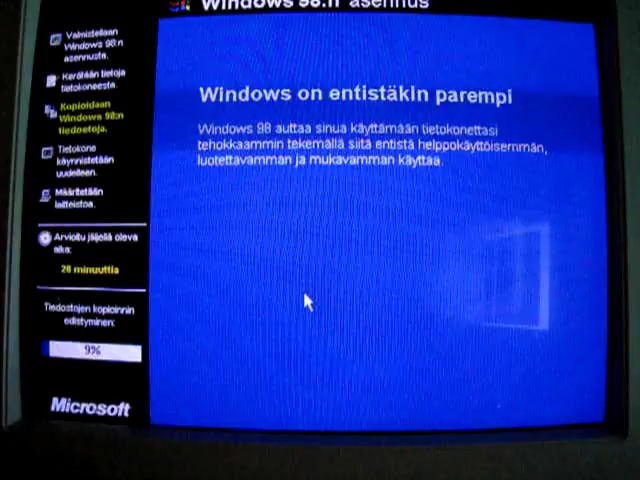 Windows 98:n asennus
Valmistellaan
Windows 98:n
asennusta.
Kerätään tietoja
tietokoneesta.
Kopioidaan
Windows 98:n
tiedostoja.
Tietokone
käynnistetään
uudelleen.
Määritetään
laitteistoa.
Arvioitu jäljellä oleva
aika:
28 minuuttia
Tiedostojen kopioinnin
edistyminen:
9%
Microsoft
Windows on entistäkin parempi
Windows 98 auttaa sinua käyttämään tietokonettasi
tehokkaammin tekemällä siitä entistä helppokäyttöisemmän,
luotettavamman ja mukavamman käyttää.